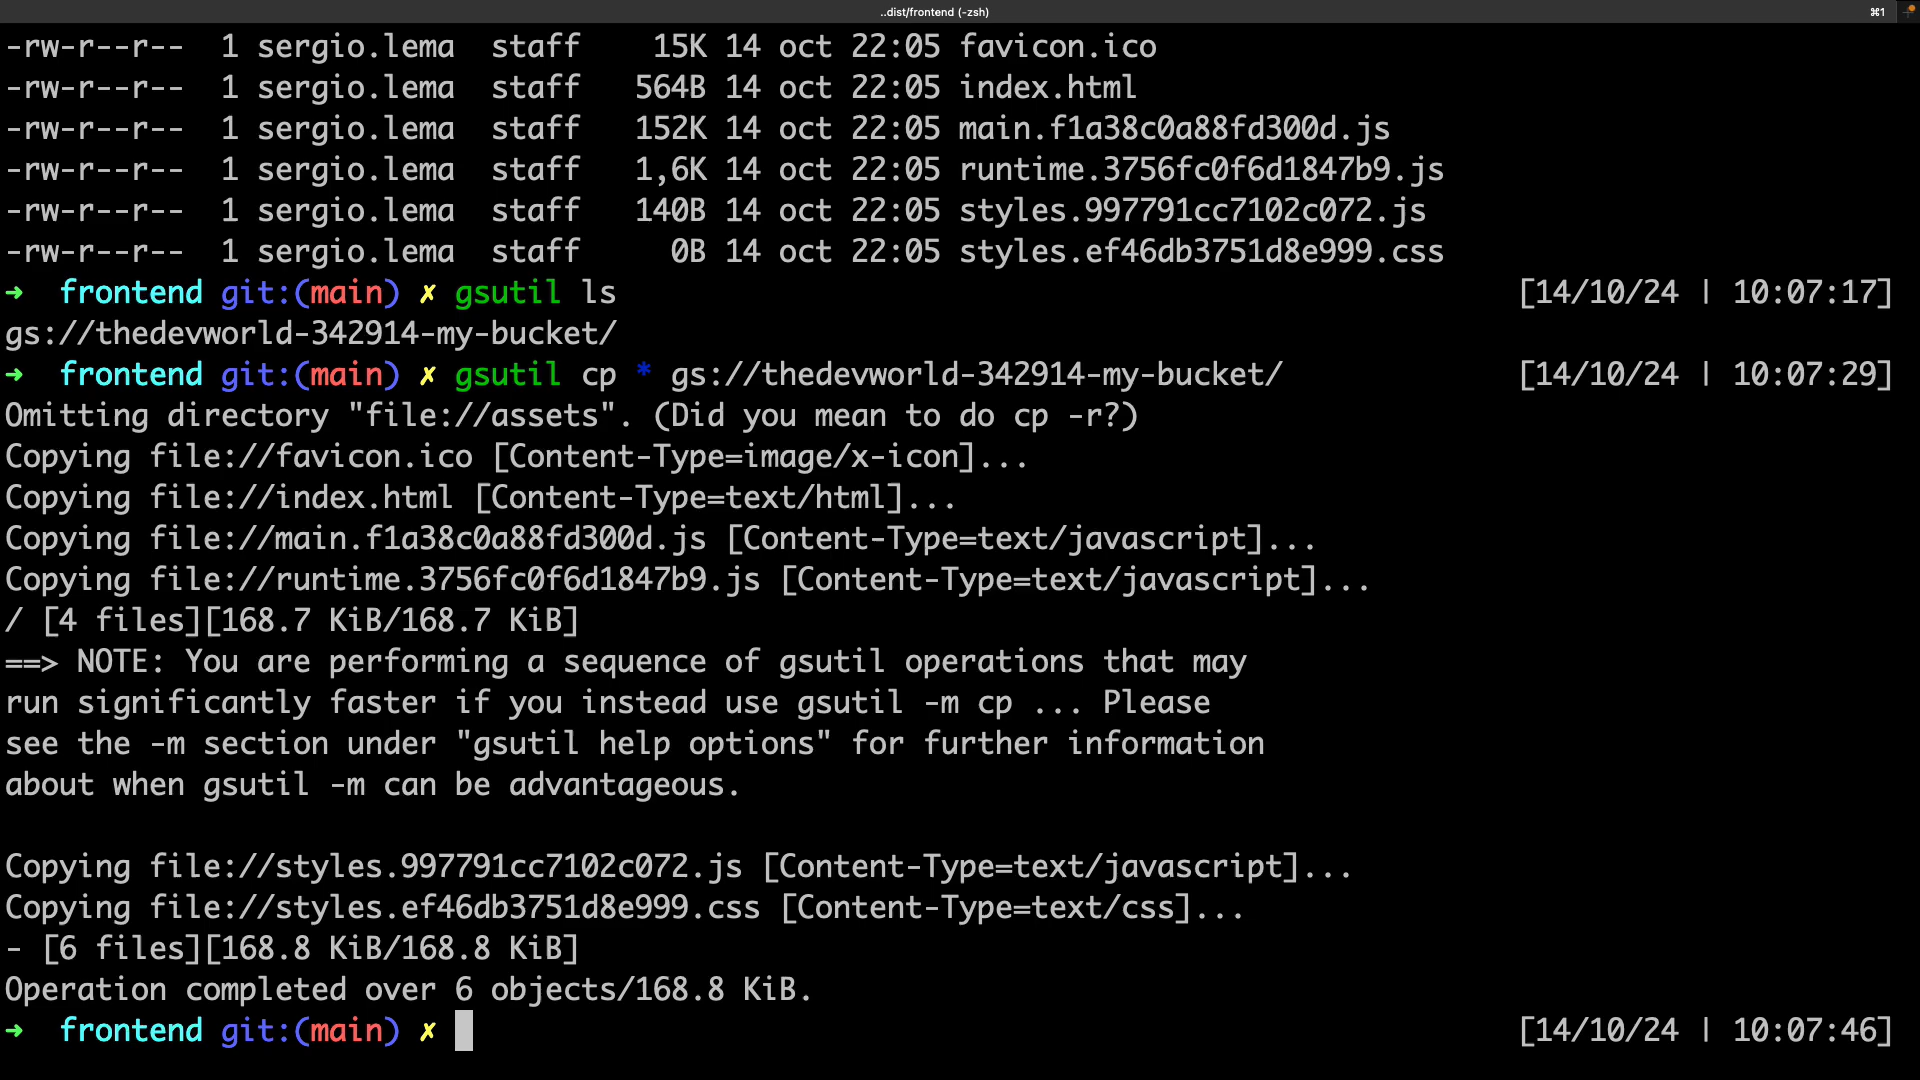 ..dist/frontend (-zsh) ⌘1
-rw-r--r--  1 sergio.lema  staff    15K 14 oct 22:05 favicon.ico
-rw-r--r--  1 sergio.lema  staff   564B 14 oct 22:05 index.html
-rw-r--r--  1 sergio.lema  staff   152K 14 oct 22:05 main.f1a38c0a88fd300d.js
-rw-r--r--  1 sergio.lema  staff   1,6K 14 oct 22:05 runtime.3756fc0f6d1847b9.js
-rw-r--r--  1 sergio.lema  staff   140B 14 oct 22:05 styles.997791cc7102c072.js
-rw-r--r--  1 sergio.lema  staff     0B 14 oct 22:05 styles.ef46db3751d8e999.css
➜  frontend git:(main) ✗ gsutil ls [14/10/24 | 10:07:17]
gs://thedevworld-342914-my-bucket/
➜  frontend git:(main) ✗ gsutil cp * gs://thedevworld-342914-my-bucket/ [14/10/24 | 10:07:29]
Omitting directory "file://assets". (Did you mean to do cp -r?)
Copying file://favicon.ico [Content-Type=image/x-icon]...
Copying file://index.html [Content-Type=text/html]...
Copying file://main.f1a38c0a88fd300d.js [Content-Type=text/javascript]...
Copying file://runtime.3756fc0f6d1847b9.js [Content-Type=text/javascript]...
/ [4 files][168.7 KiB/168.7 KiB]
==> NOTE: You are performing a sequence of gsutil operations that may
run significantly faster if you instead use gsutil -m cp ... Please
see the -m section under "gsutil help options" for further information
about when gsutil -m can be advantageous.
Copying file://styles.997791cc7102c072.js [Content-Type=text/javascript]...
Copying file://styles.ef46db3751d8e999.css [Content-Type=text/css]...
- [6 files][168.8 KiB/168.8 KiB]
Operation completed over 6 objects/168.8 KiB.
➜  frontend git:(main) ✗ [14/10/24 | 10:07:46]